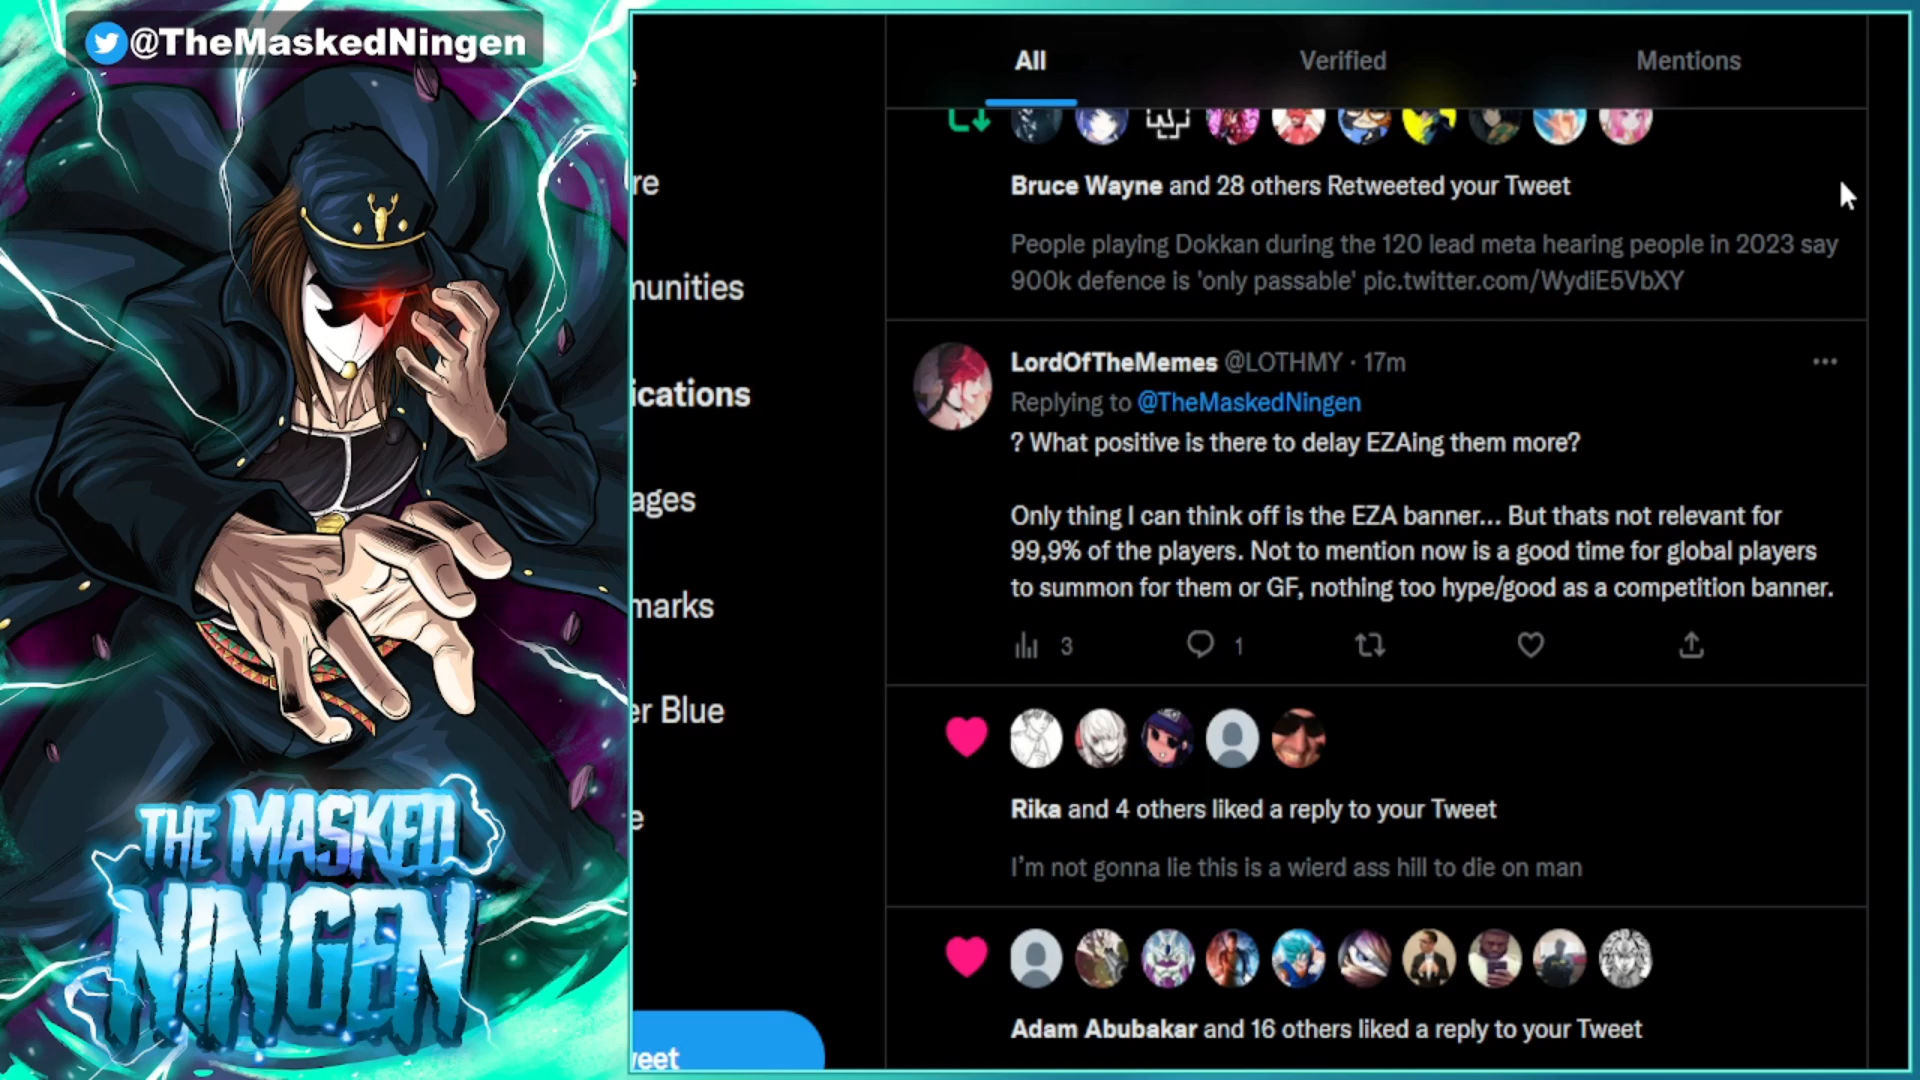 @TheMaskedNingen
THE MASKED
NINGEN
e
re
munities
ications
ages
marks
er Blue
e
weet
All
Verified
Mentions
Bruce Wayne and 28 others Retweeted your Tweet
People playing Dokkan during the 120 lead meta hearing people in 2023 say
900k defence is 'only passable' pic.twitter.com/WydiE5VbXY
LordOfTheMemes @LOTHMY · 17m
Replying to @TheMaskedNingen
? What positive is there to delay EZAing them more?
Only thing I can think off is the EZA banner... But thats not relevant for
99,9% of the players. Not to mention now is a good time for global players
to summon for them or GF, nothing too hype/good as a competition banner.
3
1
Rika and 4 others liked a reply to your Tweet
I'm not gonna lie this is a wierd ass hill to die on man
Adam Abubakar and 16 others liked a reply to your Tweet